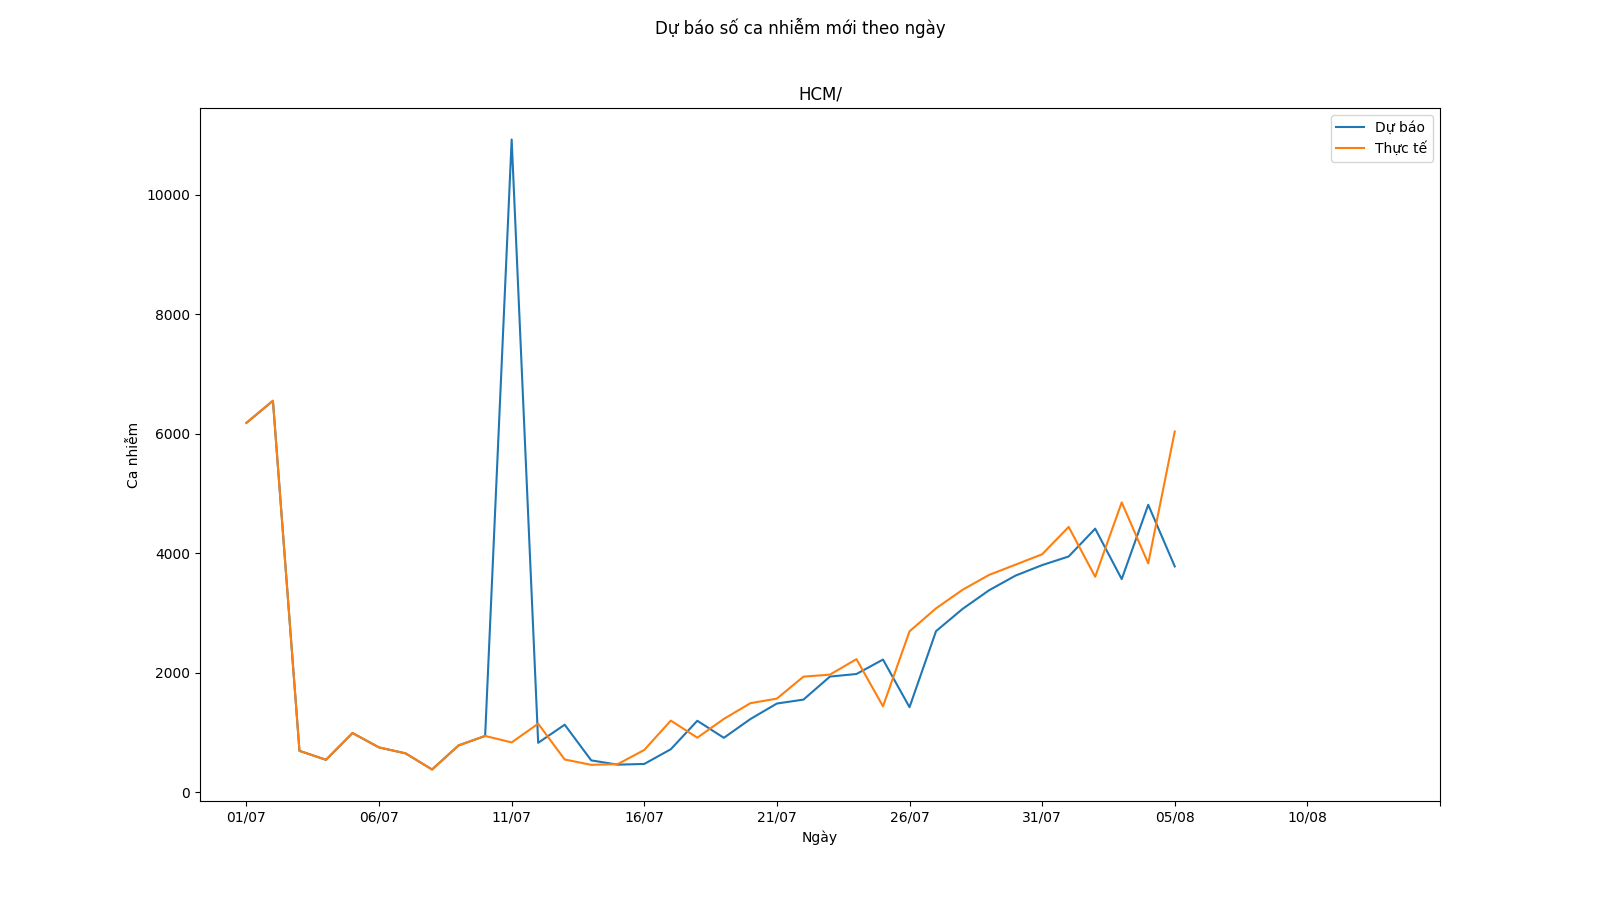 Dự báo số ca nhiễm mới theo ngày
HCM/
Dự báo
Thực tế
10000
8000
6000
4000
2000
0
Ca nhiễm
01/07 06/07 11/07 16/07 21/07 26/07 31/07 05/08 10/08
Ngày